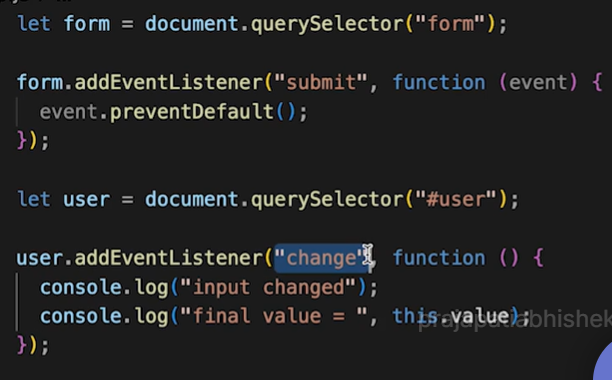 let form = document.querySelector("form");
form.addEventListener("submit", function (event) {
event.preventDefault();
});
let user = document.querySelector("#user");
user.addEventListener("change", function () {
console.log("input changed");
console.log("final value = ", this.value);
});